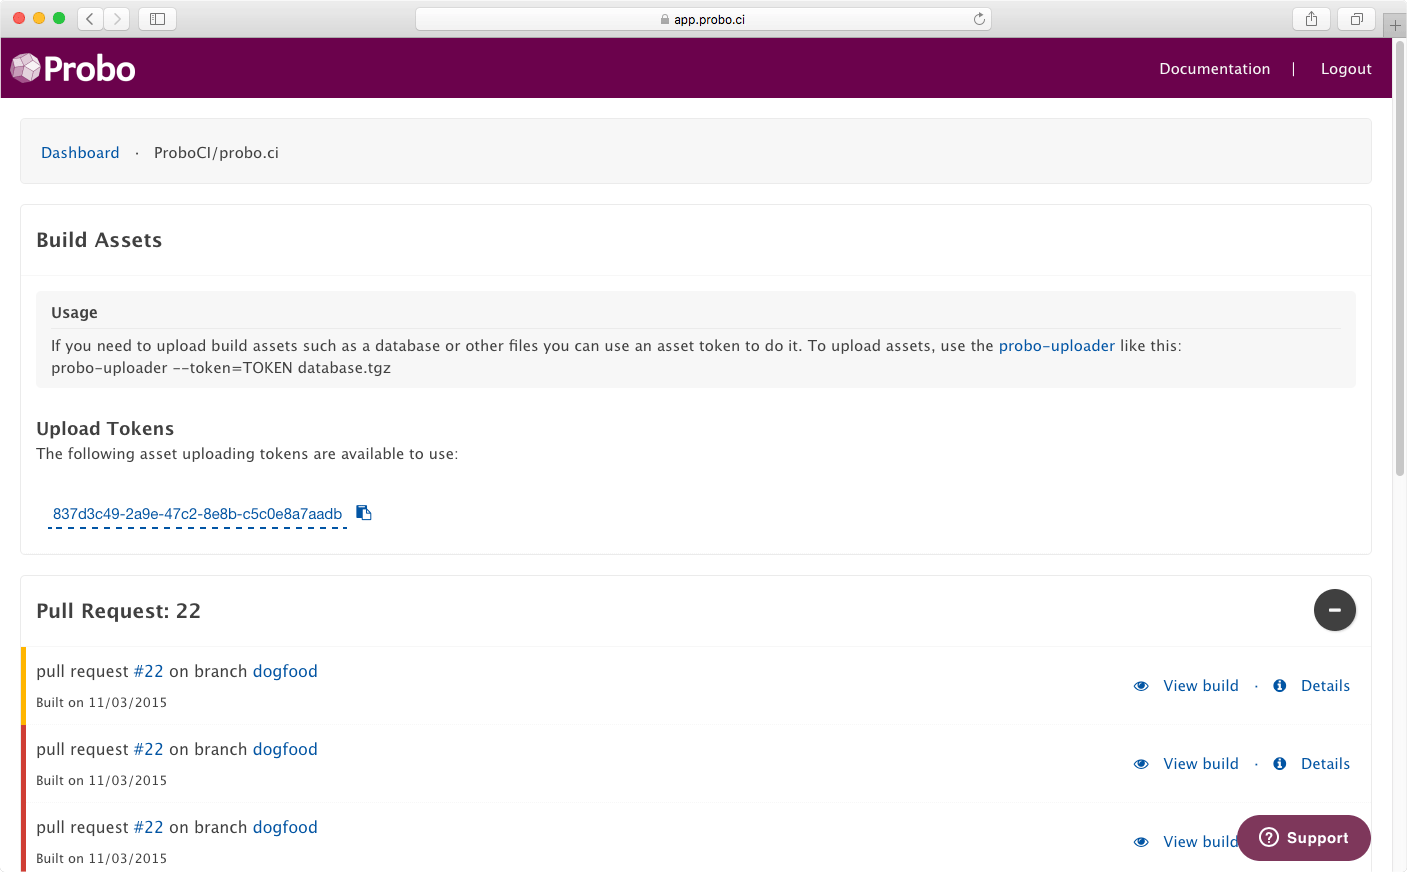 app.probo.ci
Probo
Documentation | Logout
Dashboard · ProboCI/probo.ci
Build Assets
Usage
If you need to upload build assets such as a database or other files you can use an asset token to do it. To upload assets, use the probo-uploader like this:
probo-uploader --token=TOKEN database.tgz
Upload Tokens
The following asset uploading tokens are available to use:
837d3c49-2a9e-47c2-8e8b-c5c0e8a7aadb
Pull Request: 22
pull request #22 on branch dogfood
Built on 11/03/2015
View build · Details
pull request #22 on branch dogfood
Built on 11/03/2015
View build · Details
pull request #22 on branch dogfood
Built on 11/03/2015
View build
Support